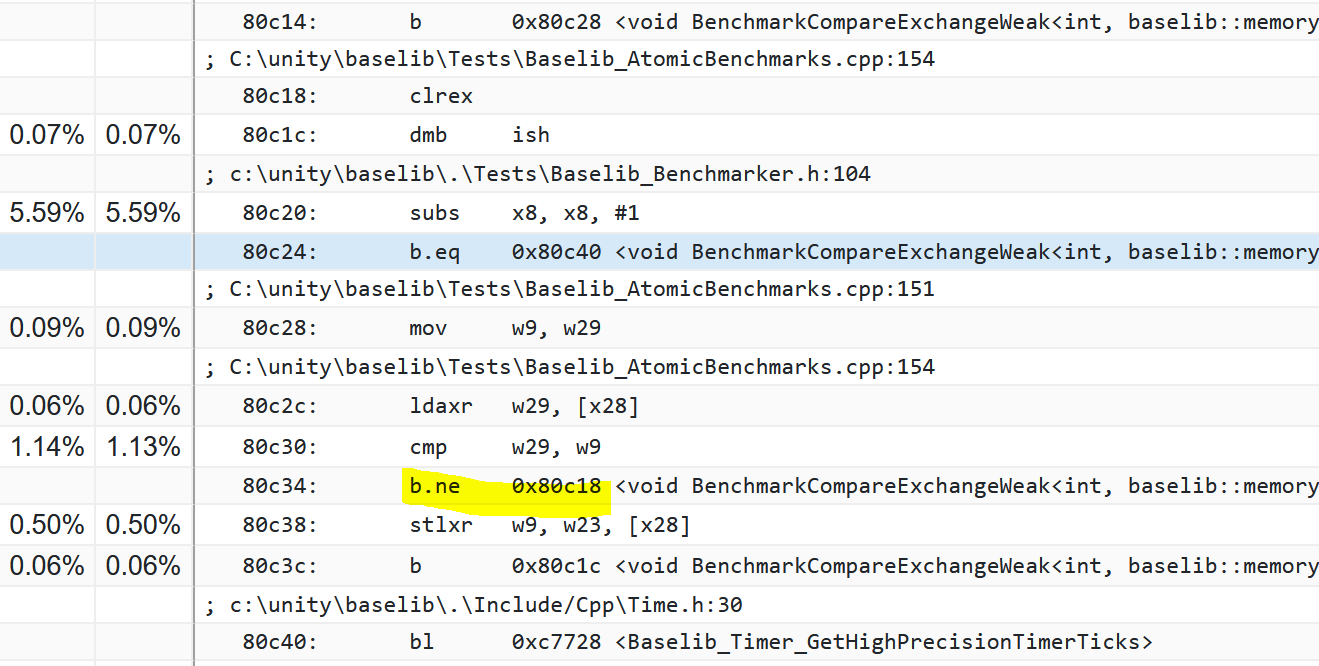 80c14: b 0x80c28 <void BenchmarkCompareExchangeWeak<int, baselib::memory
; C:\unity\baselib\Tests\Baselib_AtomicBenchmarks.cpp:154
80c18: clrex
0.07% 0.07% 80c1c: dmb ish
; c:\unity\baselib\.\Tests\Baselib_Benchmarker.h:104
5.59% 5.59% 80c20: subs x8, x8, #1
80c24: b.eq 0x80c40 <void BenchmarkCompareExchangeWeak<int, baselib::memory
; C:\unity\baselib\Tests\Baselib_AtomicBenchmarks.cpp:151
0.09% 0.09% 80c28: mov w9, w29
; C:\unity\baselib\Tests\Baselib_AtomicBenchmarks.cpp:154
0.06% 0.06% 80c2c: ldaxr w29, [x28]
1.14% 1.13% 80c30: cmp w29, w9
80c34: b.ne 0x80c18 <void BenchmarkCompareExchangeWeak<int, baselib::memory
0.50% 0.50% 80c38: stlxr w9, w23, [x28]
0.06% 0.06% 80c3c: b 0x80c1c <void BenchmarkCompareExchangeWeak<int, baselib::memory
; c:\unity\baselib\.\Include/Cpp\Time.h:30
80c40: bl 0xc7728 <Baselib_Timer_GetHighPrecisionTimerTicks>